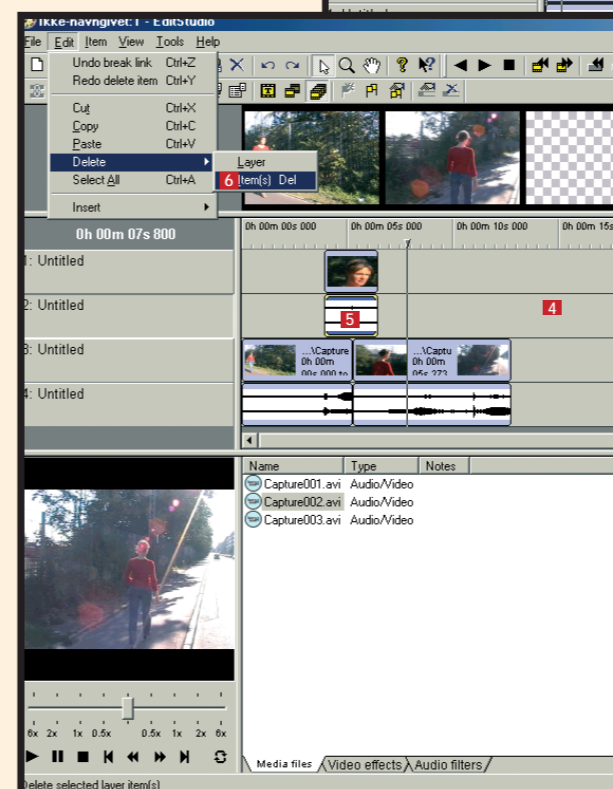 Ikke-navngivet:1 - EditStudio
File Edit Item View Tools Help
Undo break link Ctrl+Z
Redo delete item Ctrl+Y
Cut Ctrl+X
Copy Ctrl+C
Paste Ctrl+V
Delete
Select All Ctrl+A
Insert
Layer
6 Item(s) Del
0h 00m 07s 800
0h 00m 00s 000 0h 00m 05s 000 0h 00m 10s 000 0h 00m 15s
1: Untitled
2: Untitled
5
4
3: Untitled
...\Capture
0h 00m
00s 000 to
...\Captu
0h 00m
05s 273
4: Untitled
Name Type Notes
Capture001.avi Audio/Video
Capture002.avi Audio/Video
Capture003.avi Audio/Video
6x 2x 1x 0.5x 0.5x 1x 2x 6x
Media files Video effects Audio filters
Delete selected layer item(s)